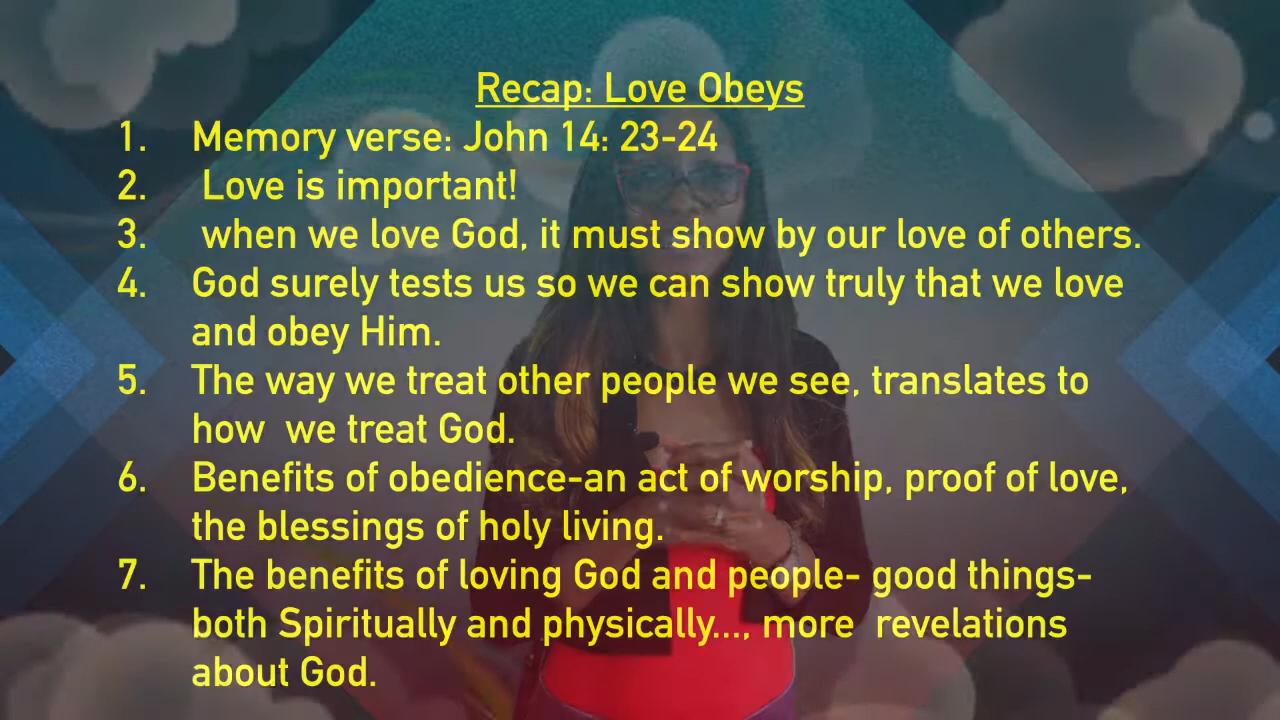 Recap: Love Obeys
1. Memory verse: John 14: 23-24
2. Love is important!
3. when we love God, it must show by our love of others.
4. God surely tests us so we can show truly that we love
and obey Him.
5. The way we treat other people we see, translates to
how we treat God.
6. Benefits of obedience-an act of worship, proof of love,
the blessings of holy living.
7. The benefits of loving God and people- good things-
both Spiritually and physically..., more revelations
about God.